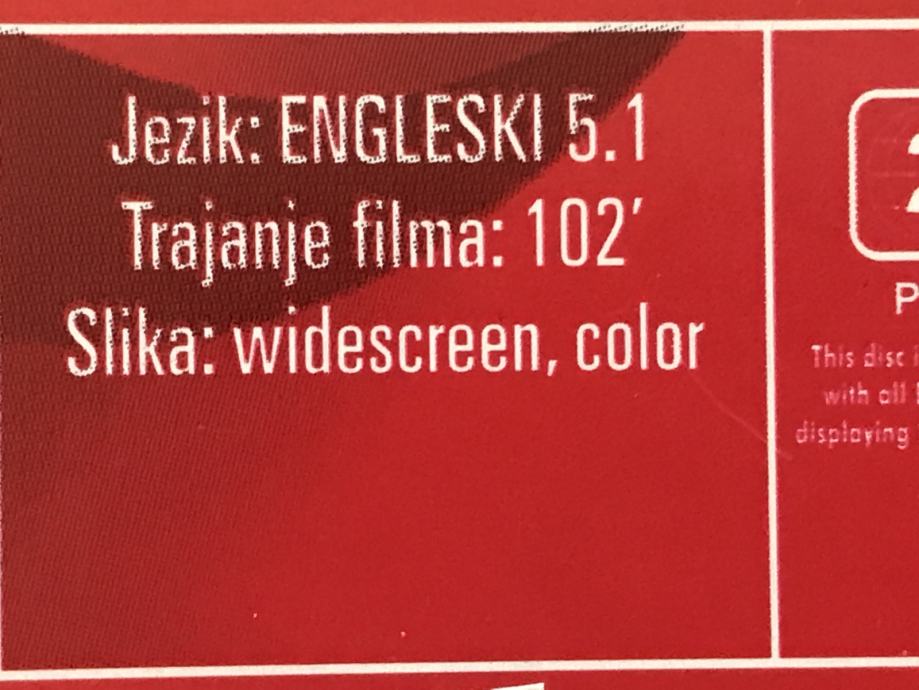 Jezik: ENGLESKI 5.1
Trajanje filma: 102'
Slika: widescreen, color
This disc
with all
displaying